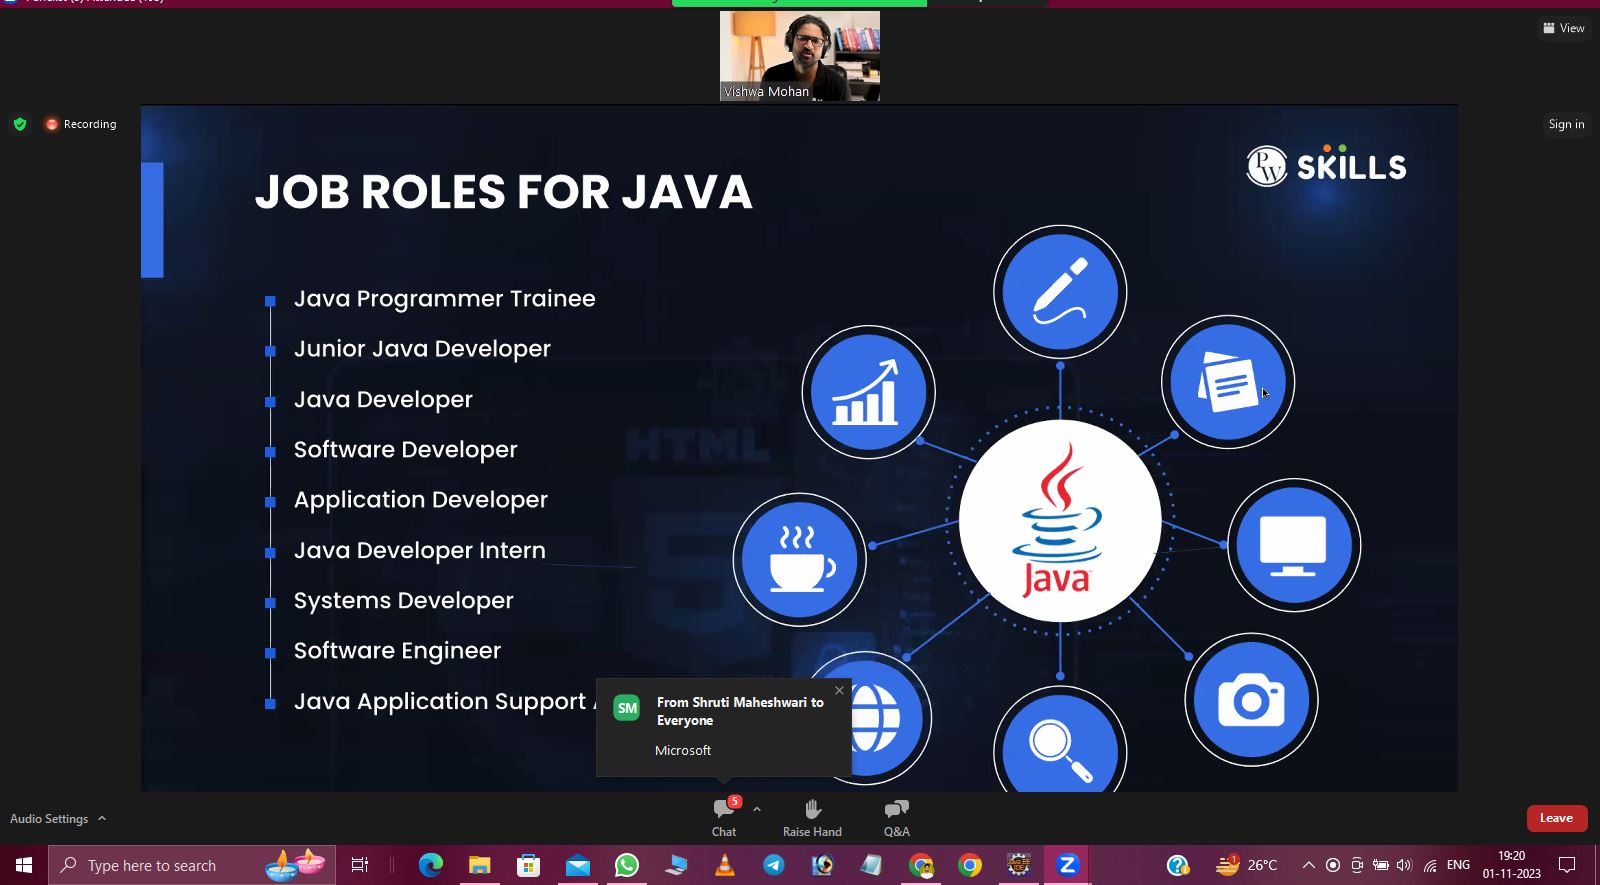 View
Vishwa Mohan
Recording
Sign in
PW SKILLS
JOB ROLES FOR JAVA
Java Programmer Trainee
Junior Java Developer
Java Developer
Software Developer
HTML
Application Developer
Java Developer Intern
Systems Developer
Software Engineer
Java Application Support
Java
SM
From Shruti Maheshwari to
Everyone
Microsoft
Audio Settings
5
Chat
Raise Hand
Q&A
Leave
Type here to search
1
26°C
ENG
19:20
01-11-2023